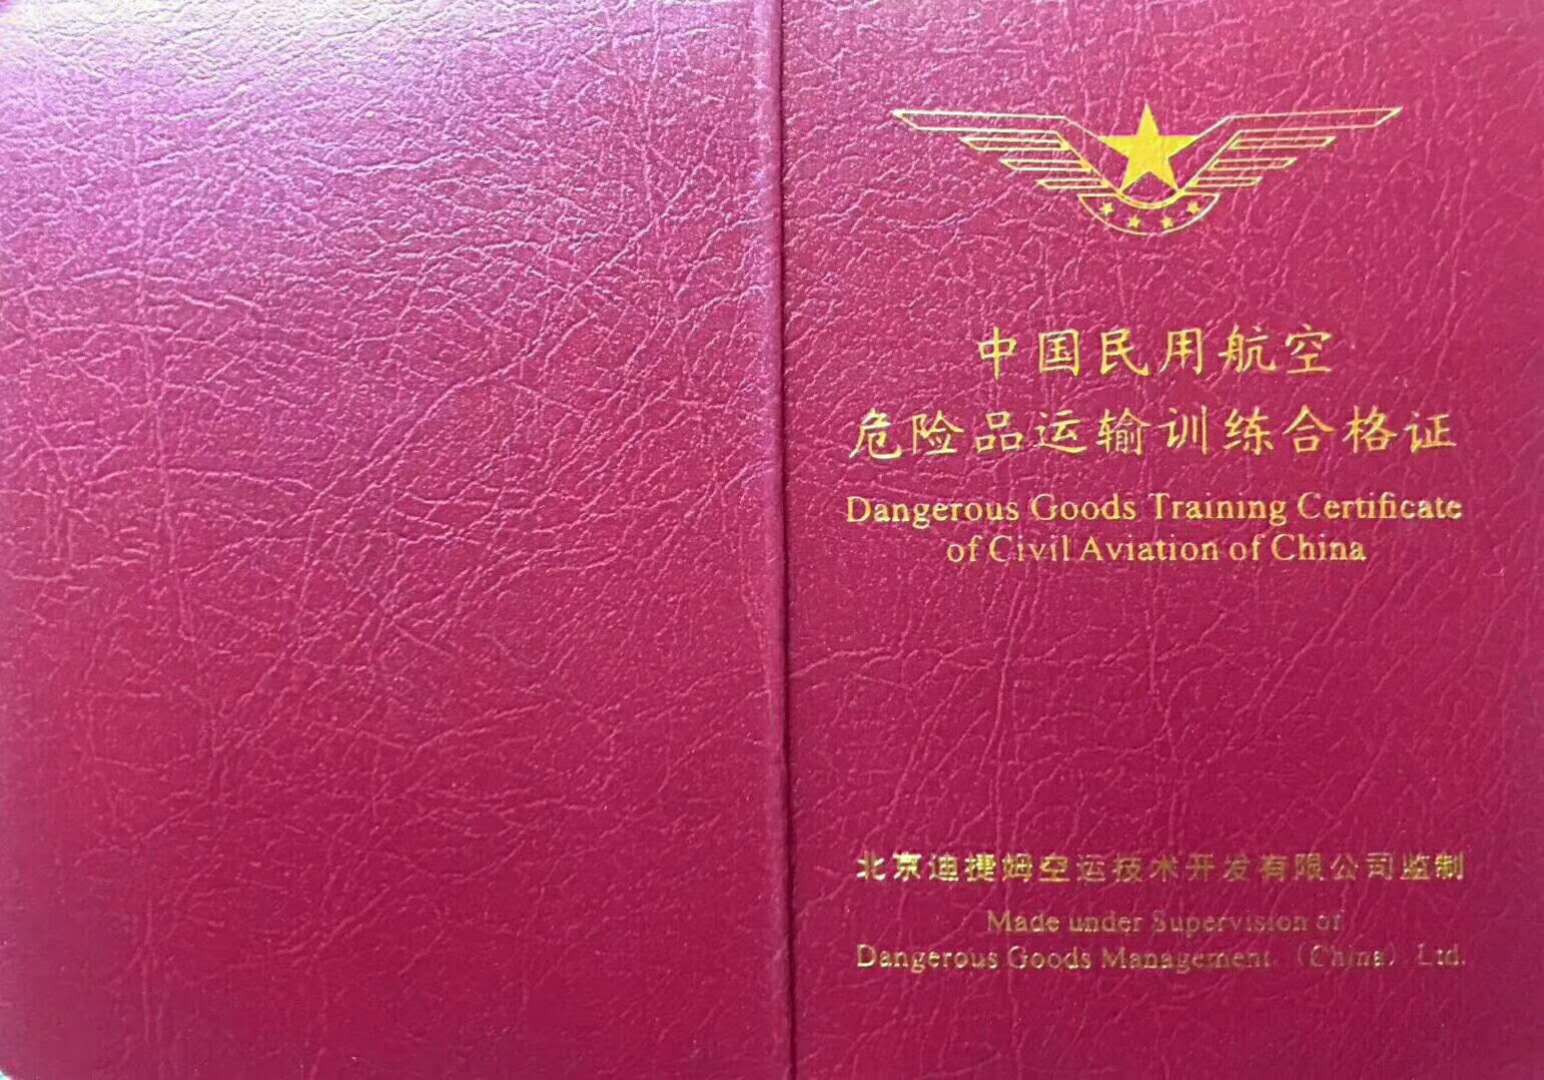 中国民用航空
危险品运输训练合格证
Dangerous Goods Training Certificate
of Civil Aviation of China
北京迪捷姆空运技术开发有限公司监制
Made under Supervision of
Dangerous Goods Management （China） Ltd.